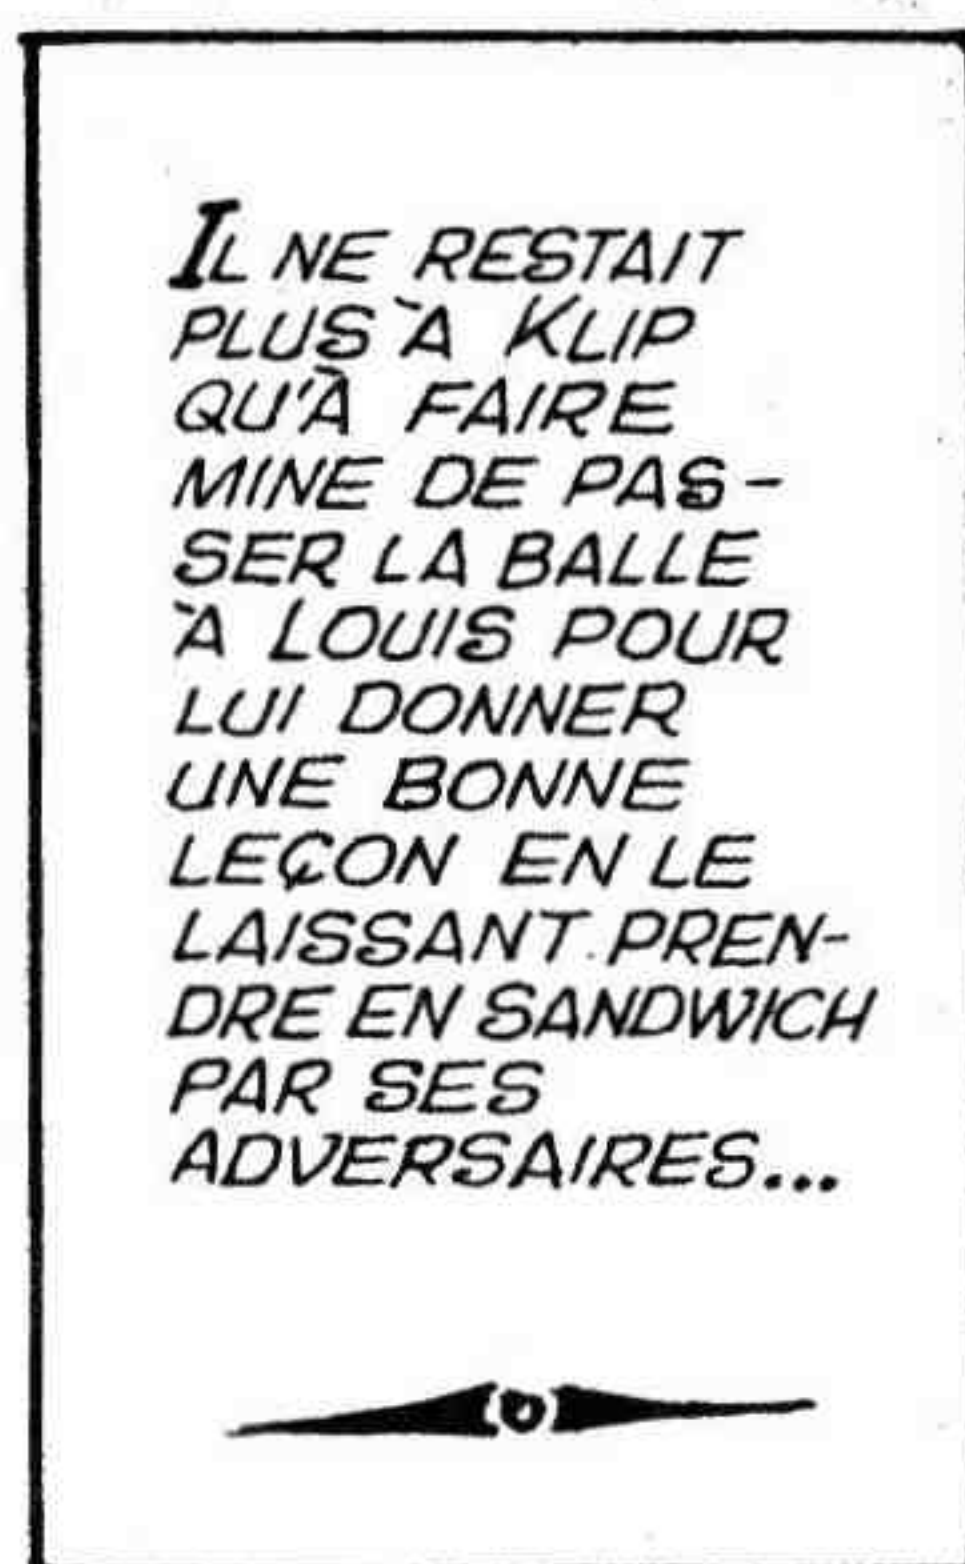 IL NE RESTAIT
PLUS À KLIP
QU'À FAIRE
MINE DE PAS-
SER LA BALLE
À LOUIS POUR
LUI DONNER
UNE BONNE
LEÇON EN LE
LAISSANT PREN-
DRE EN SANDWICH
PAR SES
ADVERSAIRES...